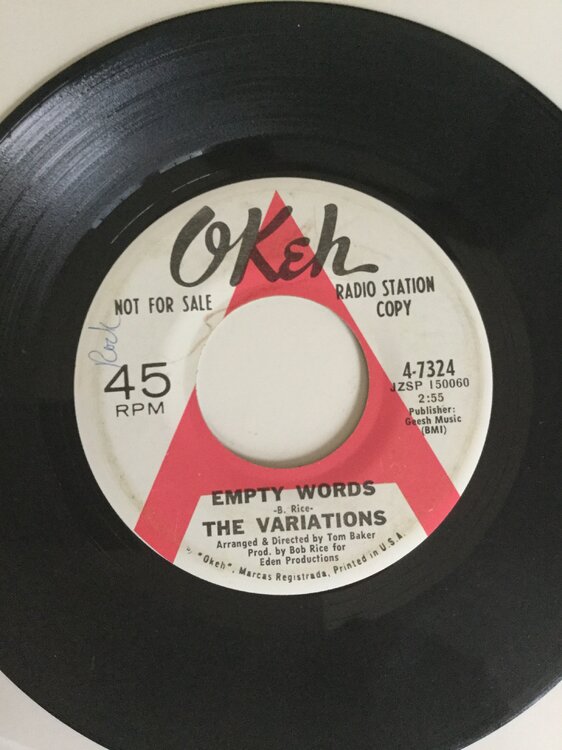 OKeh
NOT FOR SALE
RADIO STATION
COPY
Rock
45
RPM
4-7324
JZSP 150060
2:55
Publisher:
Geesh Music
(BMI)
EMPTY WORDS
-B. Rice-
THE VARIATIONS
Arranged & Directed by Tom Baker
Prod. by Bob Rice for
Eden Productions
"Okeh", Marcas Registrada, Printed in U.S.A.